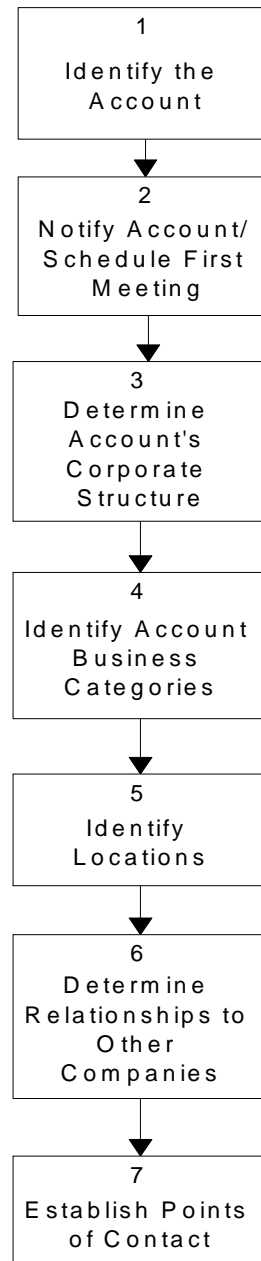 1
Identify the
Account
2
Notify Account/
Schedule First
Meeting
3
Determine
Account's
Corporate
Structure
4
Identify Account
Business
Categories
5
Identify
Locations
6
Determine
Relationships to
Other
Companies
7
Establish Points
of Contact